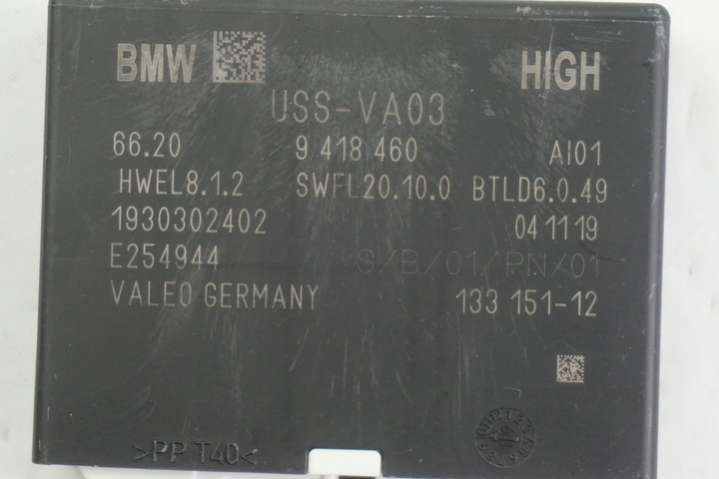 BMW HIGH
USS-VA03
66.20 9 418 460 AI01
HWEL8.1.2 SWFL20.10.0 BTLD6.0.49
1930302402 04 11 19
E254944 S/B/01/PN/01
VALEO GERMANY 133 151-12
>PP T40<